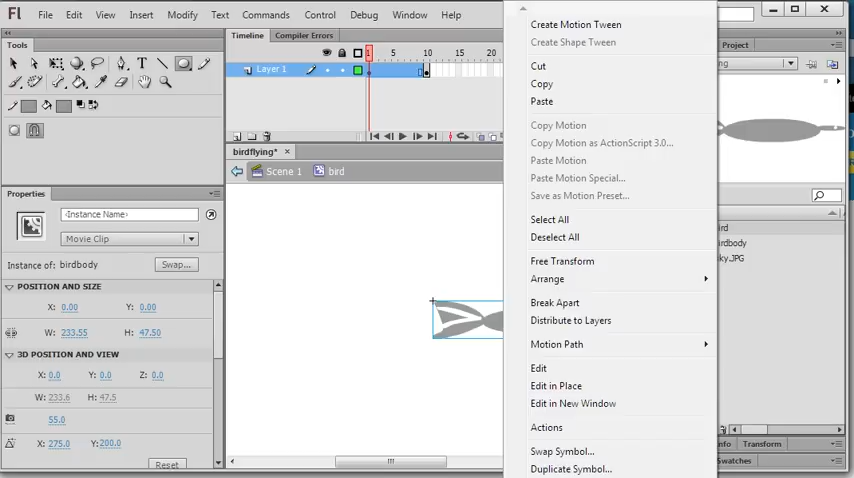 Fl File Edit View Insert Modify Text Commands Control Debug Window Help
Tools
Timeline Compiler Errors
1 5 10 15 20
Layer 1
birdflying* ×
Scene 1 bird
Properties
‹Instance Name›
Movie Clip
Instance of: birdbody Swap...
POSITION AND SIZE
X: 0.00 Y: 0.00
W: 233.55 H: 47.50
3D POSITION AND VIEW
X: 0.0 Y: 0.0 Z: 0.0
W: 233.6 H: 47.5
55.0
X: 275.0 Y: 200.0
Reset
Create Motion Tween
Create Shape Tween
Cut
Copy
Paste
Copy Motion
Copy Motion as ActionScript 3.0...
Paste Motion
Paste Motion Special...
Save as Motion Preset...
Select All
Deselect All
Free Transform
Arrange
Break Apart
Distribute to Layers
Motion Path
Edit
Edit in Place
Edit in New Window
Actions
Swap Symbol...
Duplicate Symbol...
Project
ird
birdbody
iky.JPG
nfo Transform
Swatches